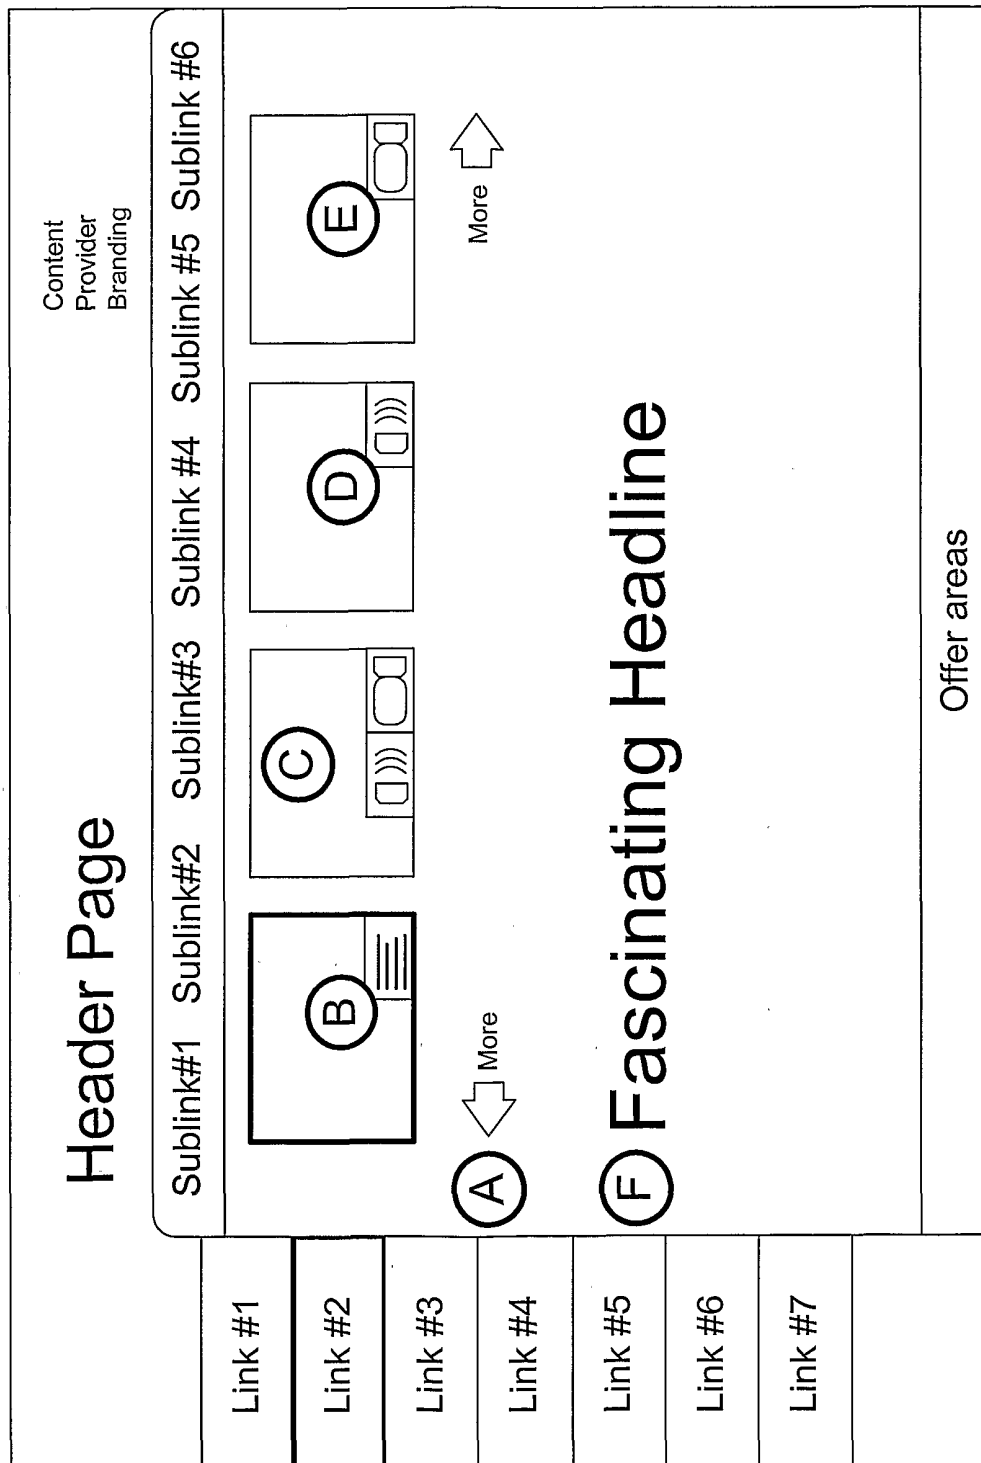 Header Page
Content
Provider
Branding
Sublink#1 Sublink#2 Sublink#3 Sublink #4 Sublink #5 Sublink #6
Link #1
Link #2
Link #3
Link #4
Link #5
Link #6
Link #7
B
C
D
E
A
More
More
F Fascinating Headline
Offer areas